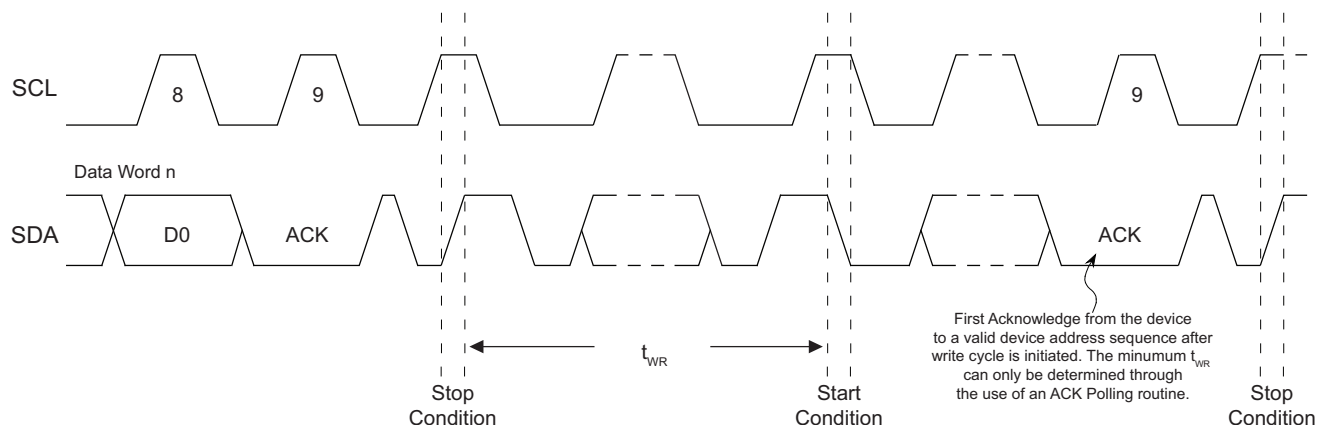 SCL
8
9
9
Data Word n
SDA
D0
ACK
ACK
First Acknowledge from the device
to a valid device address sequence after
write cycle is initiated. The minumum tWR
can only be determined through
the use of an ACK Polling routine.
tWR
Stop
Condition
Start
Condition
Stop
Condition